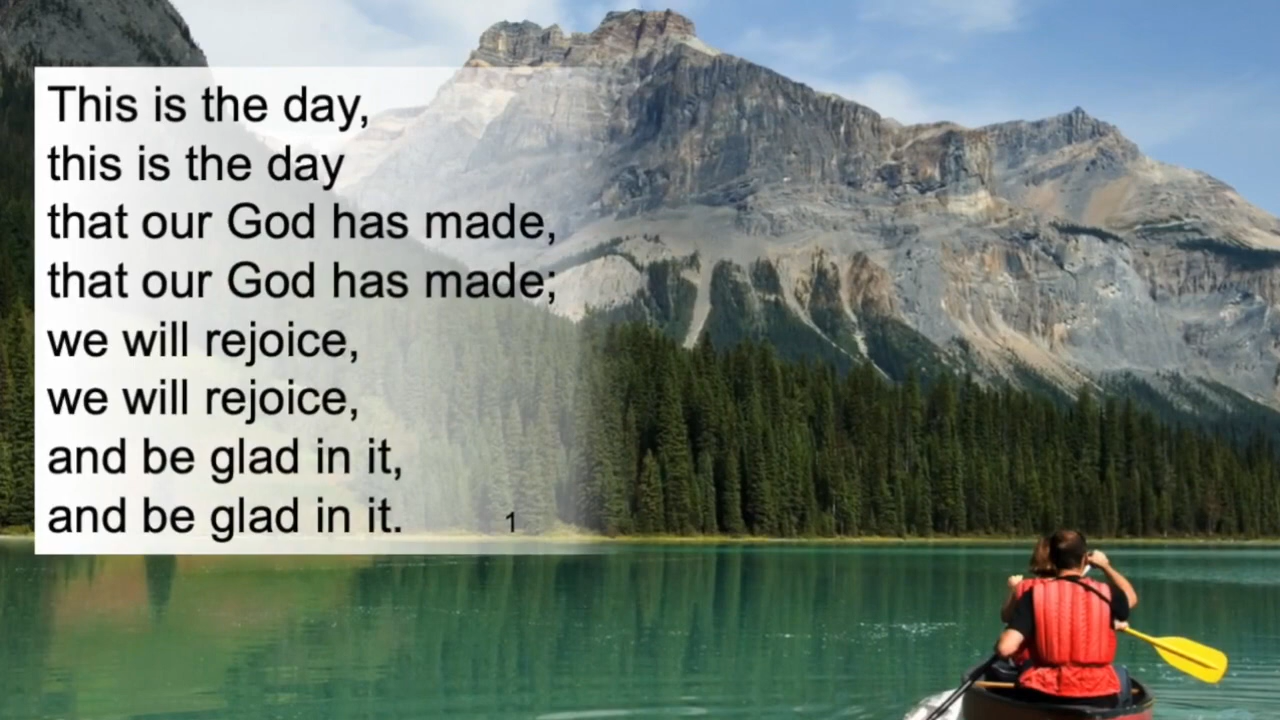 This is the day,
this is the day
that our God has made,
that our God has made;
we will rejoice,
we will rejoice,
and be glad in it,
and be glad in it.
1